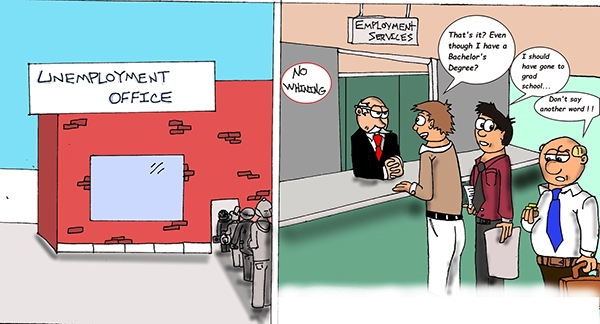 UNEMPLOYMENT
OFFICE
EMPLOYMENT
SERVICES
NO
WHINING
That's it? Even
though I have a
Bachelor's
Degree?
I should
have gone to
grad
school...
Don't say
another word !!